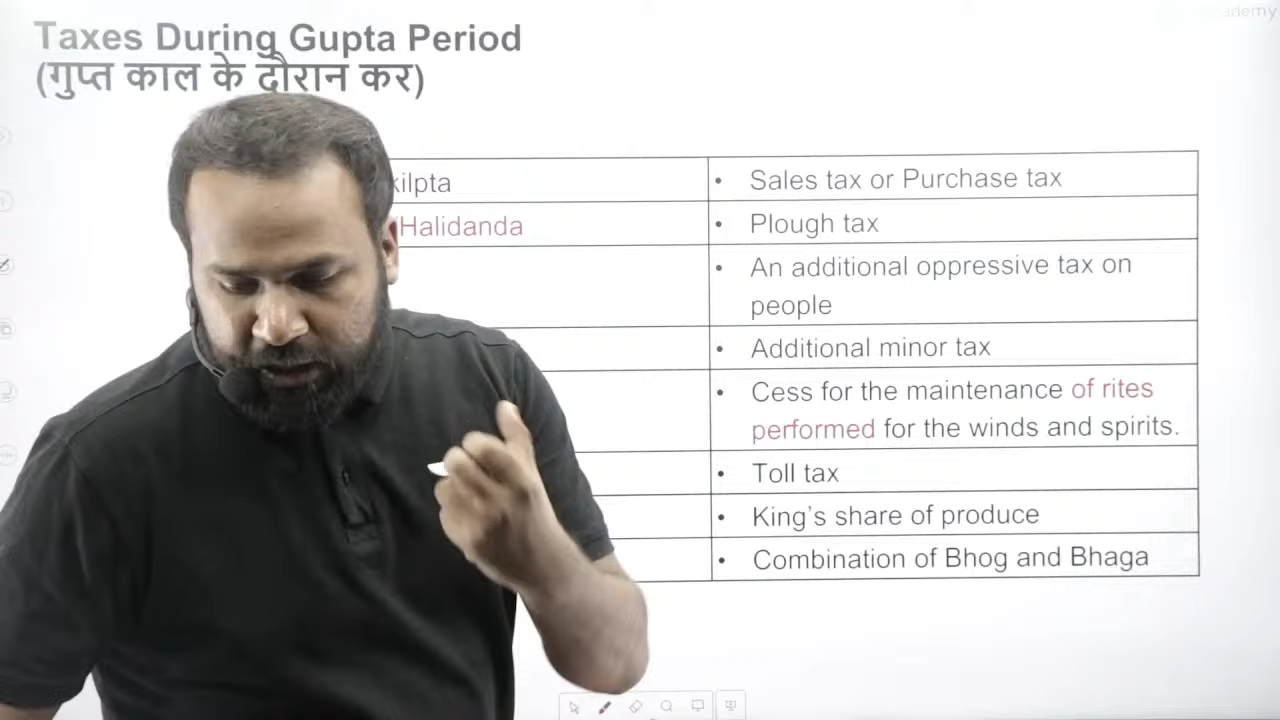 Taxes During Gupta Period
(गुप्त काल के दौरान कर)
kilpta
• Sales tax or Purchase tax
/Halidanda
• Plough tax
• An additional oppressive tax on
people
• Additional minor tax
• Cess for the maintenance of rites
performed for the winds and spirits.
• Toll tax
• King's share of produce
• Combination of Bhog and Bhaga